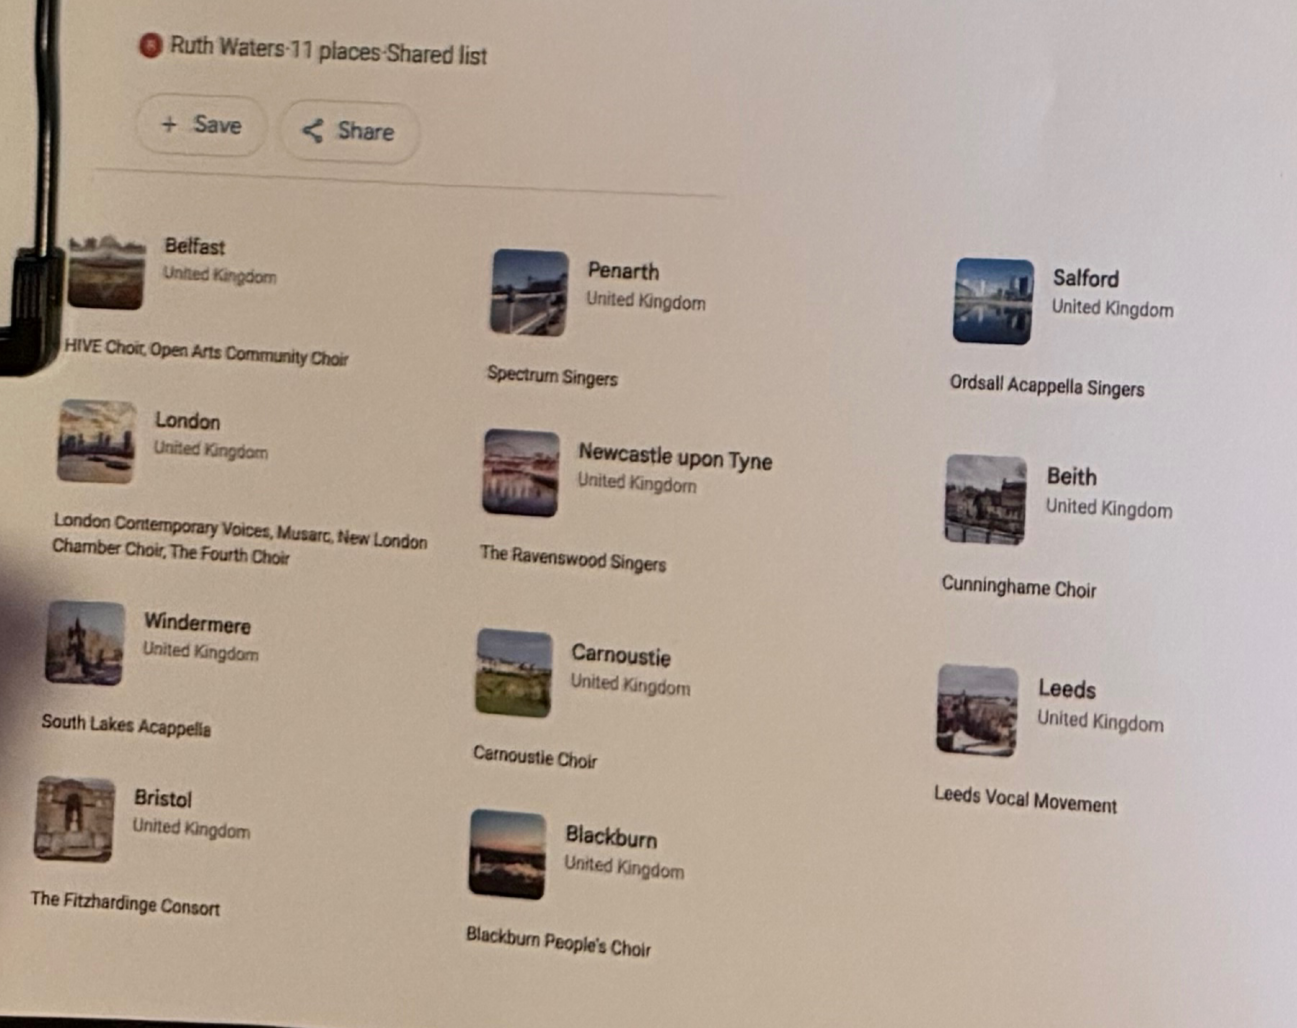 Ruth Waters·11 places·Shared list
+ Save
Share
Belfast
United Kingdom
HIVE Choir, Open Arts Community Choir
London
United Kingdom
London Contemporary Voices, Musarc, New London
Chamber Choir, The Fourth Choir
Windermere
United Kingdom
South Lakes Acappella
Bristol
United Kingdom
The Fitzhardinge Consort
Penarth
United Kingdom
Spectrum Singers
Newcastle upon Tyne
United Kingdom
The Ravenswood Singers
Carnoustie
United Kingdom
Carnoustie Choir
Blackburn
United Kingdom
Blackburn People's Choir
Salford
United Kingdom
Ordsall Acappella Singers
Beith
United Kingdom
Cunninghame Choir
Leeds
United Kingdom
Leeds Vocal Movement